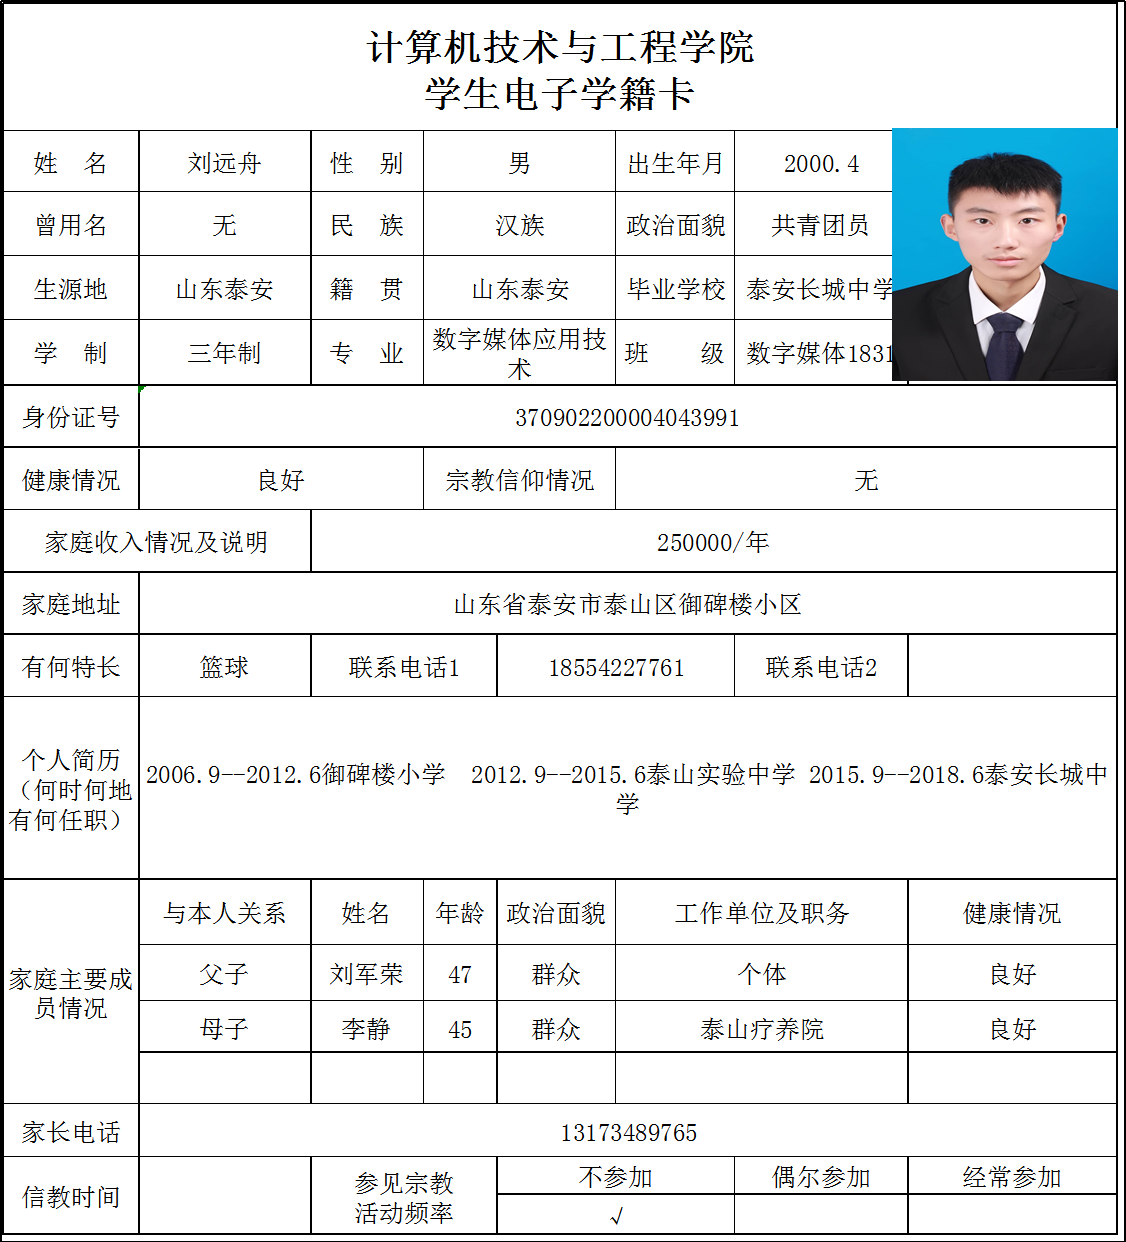 计算机技术与工程学院
学生电子学籍卡
姓 名 刘远舟 性 别 男 出生年月 2000.4
曾用名 无 民 族 汉族 政治面貌 共青团员
生源地 山东泰安 籍 贯 山东泰安 毕业学校 泰安长城中学
学 制 三年制 专 业 数字媒体应用技术 班 级 数字媒体1831
身份证号 370902200004043991
健康情况 良好 宗教信仰情况 无
家庭收入情况及说明 250000/年
家庭地址 山东省泰安市泰山区御碑楼小区
有何特长 篮球 联系电话1 18554227761 联系电话2
个人简历
（何时何地
有何任职）
2006.9--2012.6御碑楼小学 2012.9--2015.6泰山实验中学 2015.9--2018.6泰安长城中
学
家庭主要成
员情况
与本人关系 姓名 年龄 政治面貌 工作单位及职务 健康情况
父子 刘军荣 47 群众 个体 良好
母子 李静 45 群众 泰山疗养院 良好
家长电话 13173489765
信教时间 参见宗教
活动频率
不参加 偶尔参加 经常参加
√